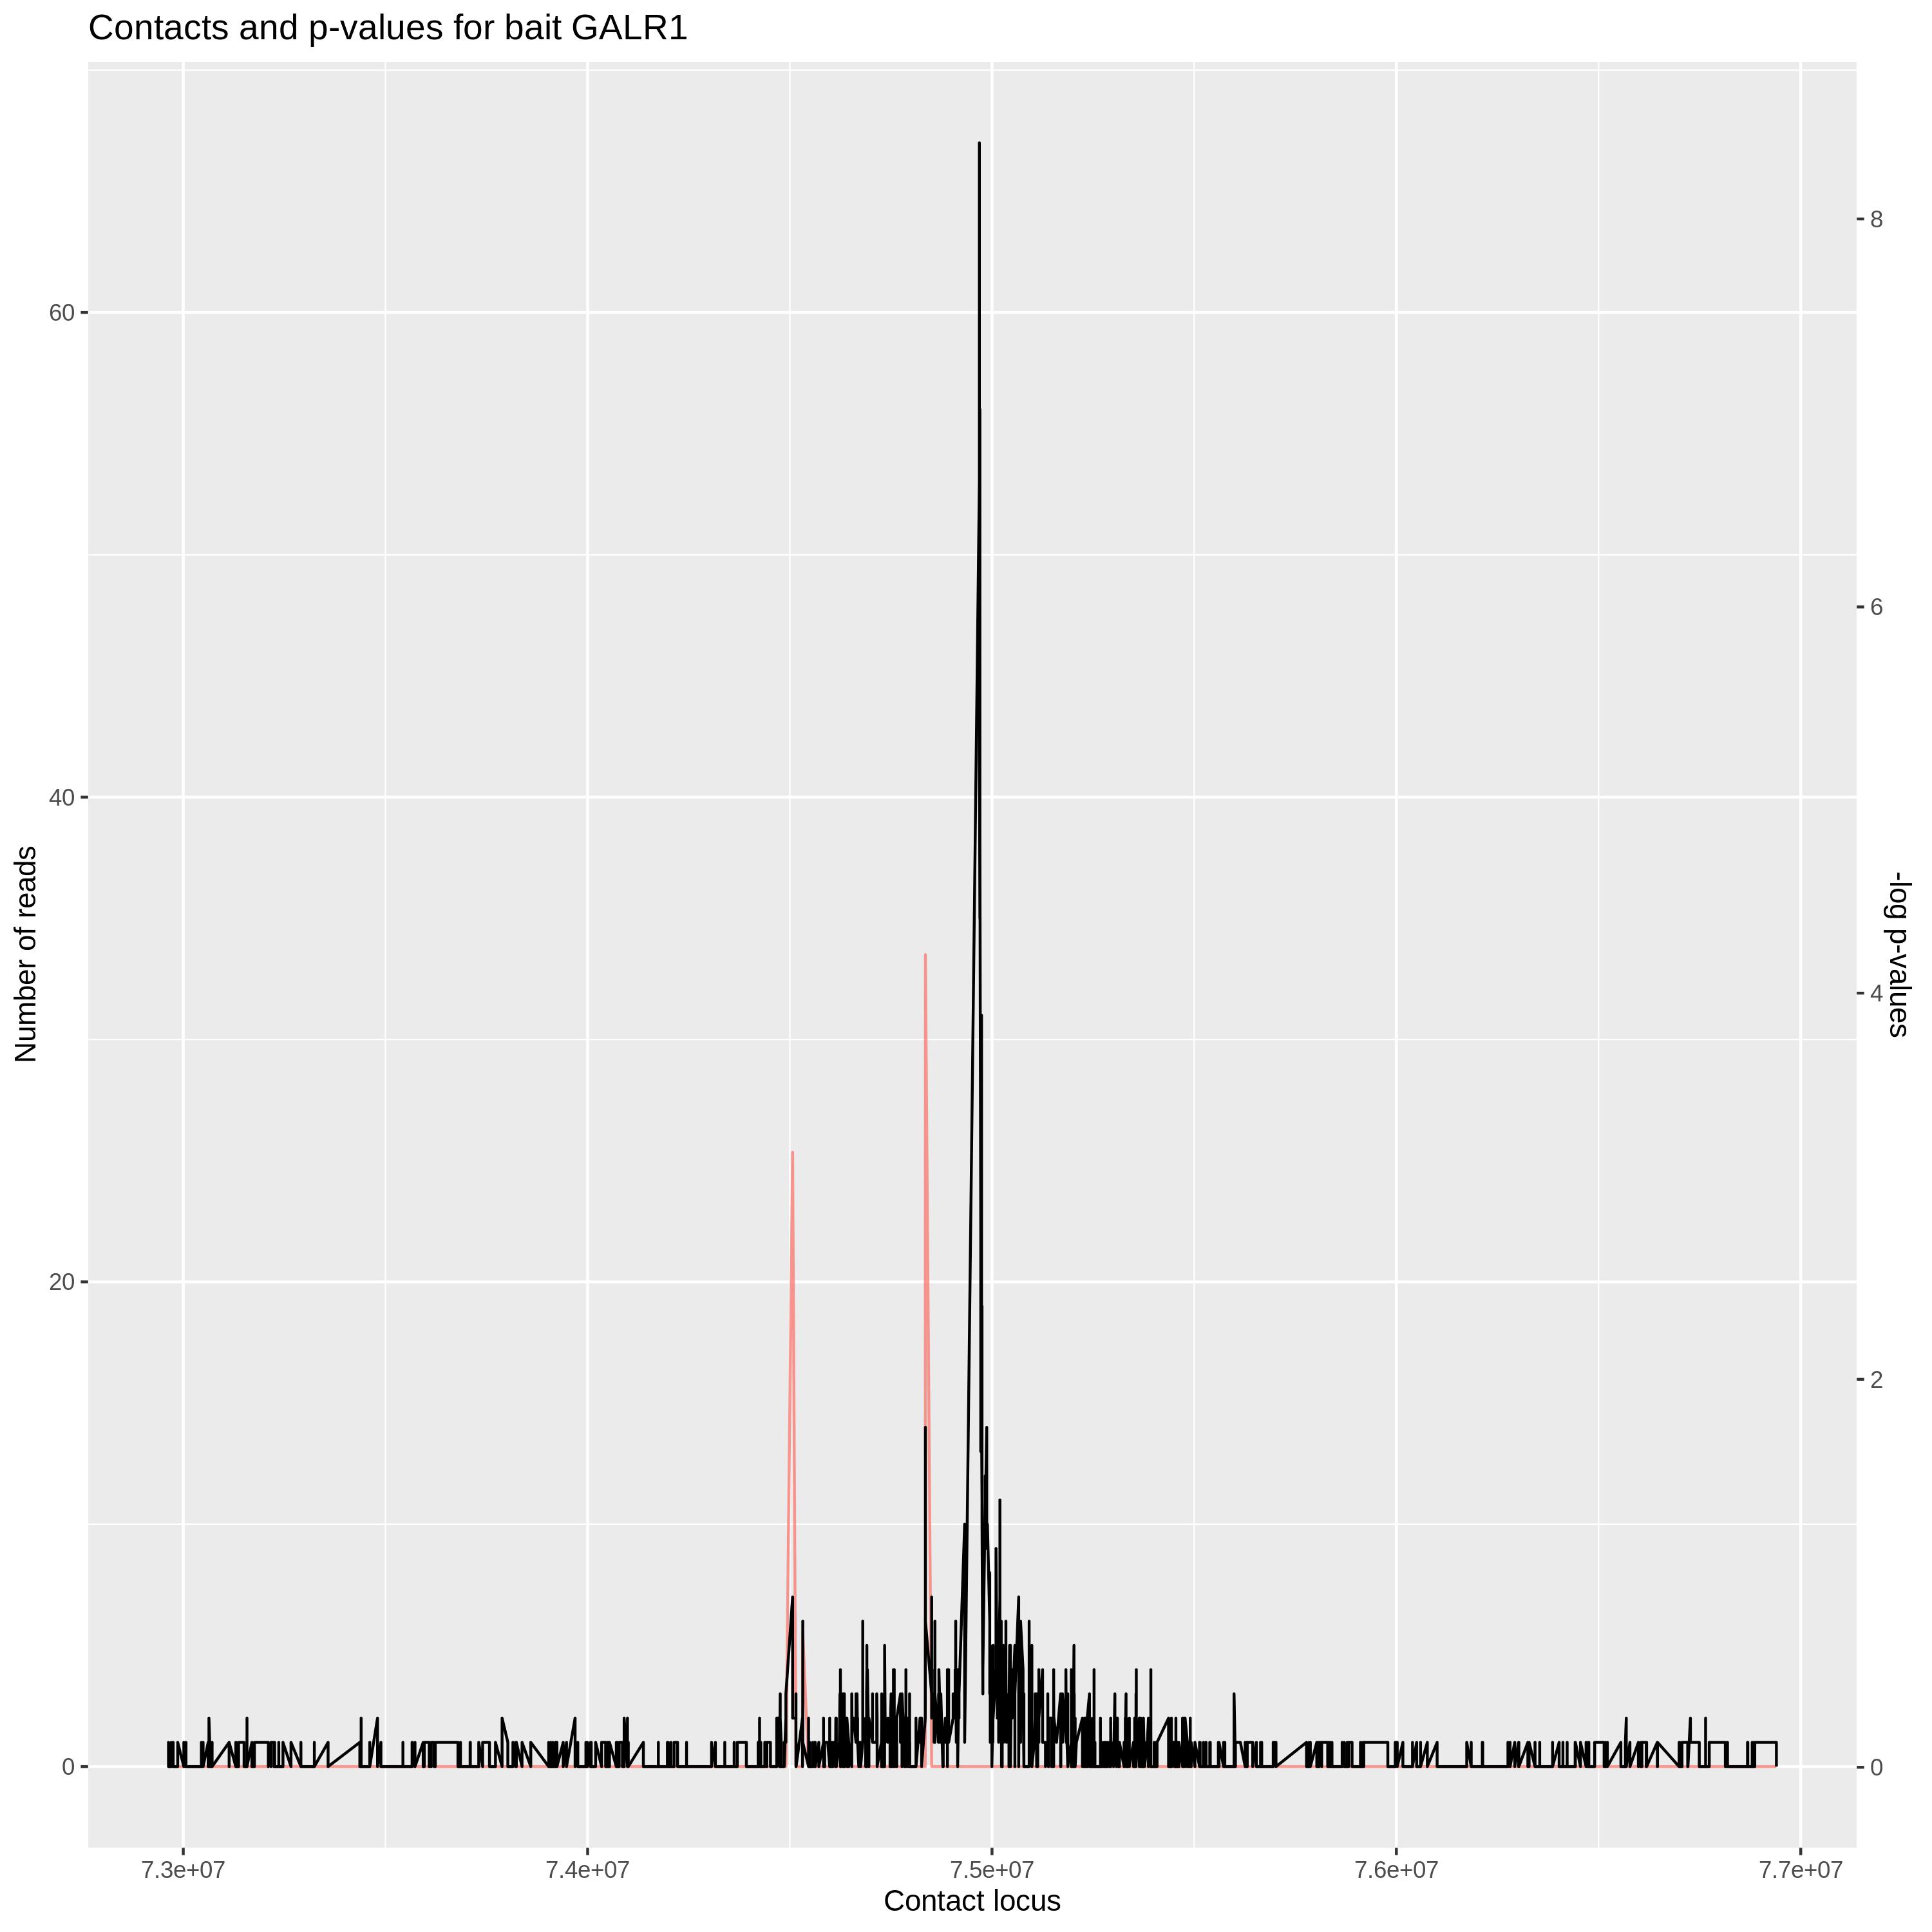 Contacts and p-values for bait GALR1
Number of reads
60
40
20
0
8
6
4
2
0
-log p-values
7.3e+07 7.4e+07 7.5e+07 7.6e+07 7.7e+07
Contact locus